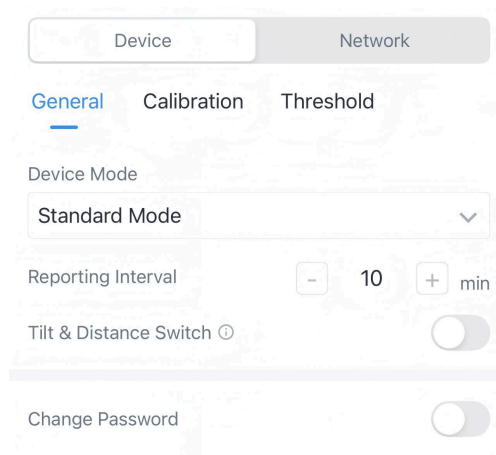 Device Network
General Calibration Threshold
Device Mode
Standard Mode
Reporting Interval - 10 + min
Tilt & Distance Switch
Change Password